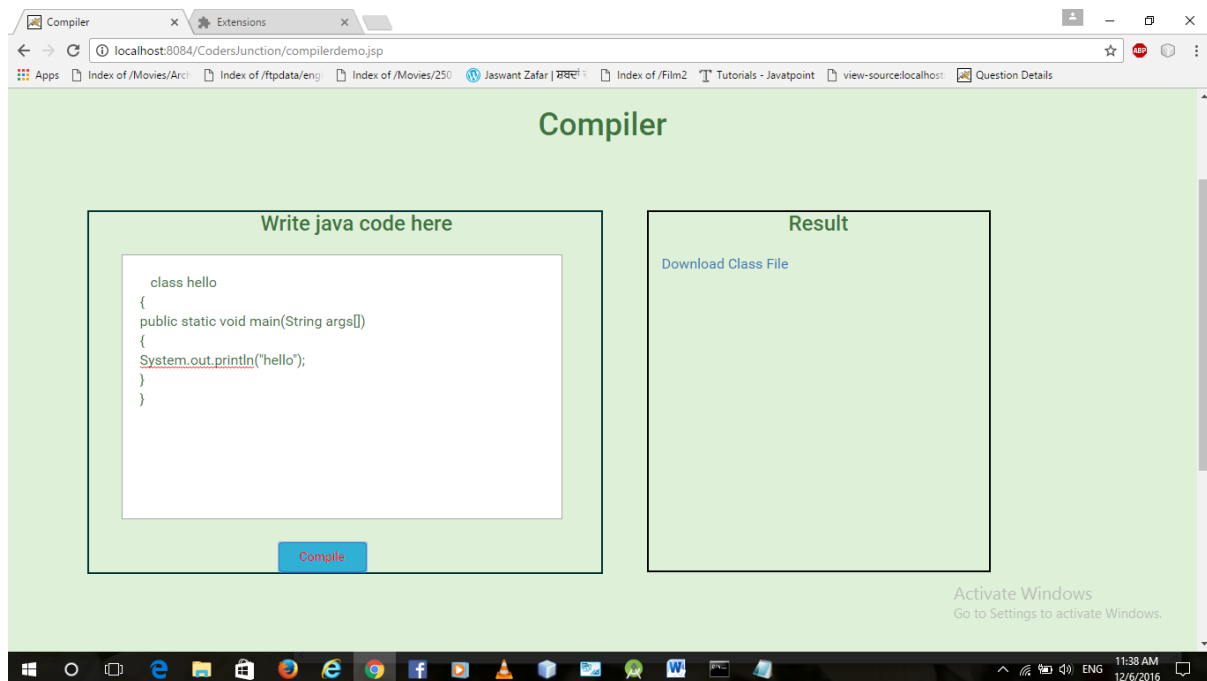 Compiler
Extensions
localhost:8084/CodersJunction/compilerdemo.jsp
ABP
Apps Index of /Movies/Arch Index of /ftpdata/eng Index of /Movies/250 Jaswant Zafar | Index of /Film2 Tutorials - Javatpoint view-source:localhost: Question Details
Compiler
Write java code here
class hello
{
public static void main(String args[])
{
System.out.println("hello");
}
}
Compile
Result
Download Class File
Activate Windows
Go to Settings to activate Windows.
ENG
11:38 AM
12/6/2016